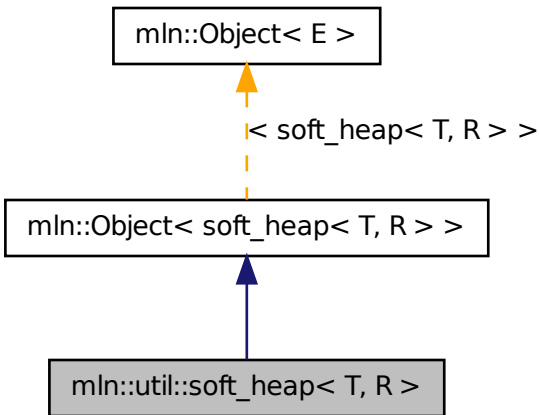 mln::Object< E >
< soft_heap< T, R > >
mln::Object< soft_heap< T, R > >
mln::util::soft_heap< T, R >